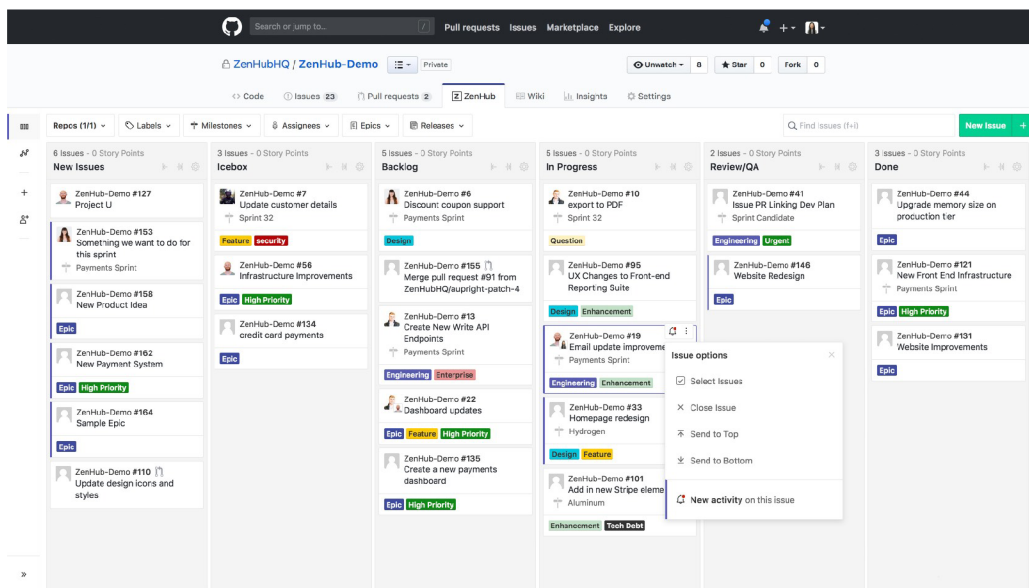 Search or jump to...
/
Pull requests Issues Marketplace Explore
ZenHubHQ / ZenHub-Demo
Private
Unwatch 8
Star 0
Fork 0
Code
Issues 23
Pull requests 2
Z ZenHub
Wiki
Insights
Settings
Repos (1/1)
Labels
Milestones
Assignees
Epics
Releases
Find issues (f+i)
New Issue +
6 Issues - 0 Story Points
New Issues
ZenHub-Demo #127
Project U
ZenHub-Demo #153
Something we want to do for
this sprint
Payments Sprint
ZenHub-Demo #158
New Product Idea
Epic
ZenHub-Demo #162
New Payment System
Epic High Priority
ZenHub-Demo #164
Sample Epic
Epic
ZenHub-Demo #110
Update design icons and
styles
3 Issues - 0 Story Points
Icebox
ZenHub-Demo #7
Update customer details
Sprint 32
Feature security
ZenHub-Demo #56
Infrastructure Improvements
Epic High Priority
ZenHub-Demo #134
credit card payments
Epic
5 Issues - 0 Story Points
Backlog
ZenHub-Demo #6
Discount coupon support
Payments Sprint
Design
ZenHub-Demo #155
Merge pull request #91 from
ZenHubHQ/aupright-patch-4
ZenHub-Demo #13
Create New Write API
Endpoints
Payments Sprint
Engineering Enterprise
ZenHub-Demo #22
Dashboard updates
Epic Feature High Priority
ZenHub-Demo #135
Create a new payments
dashboard
Epic High Priority
5 Issues - 0 Story Points
In Progress
ZenHub-Demo #10
export to PDF
Sprint 32
Question
ZenHub-Demo #95
UX Changes to Front-end
Reporting Suite
Design Enhancement
ZenHub-Demo #19
Email update improveme
Payments Sprint
Engineering Enhancement
ZenHub-Demo #33
Homepage redesign
Hydrogen
Design Feature
ZenHub-Demo #101
Add in new Stripe eleme
Aluminum
Enhancement Tech Debt
2 Issues - 0 Story Points
Review/QA
ZenHub-Demo #41
Issue PR Linking Dev Plan
Sprint Candidate
Engineering Urgent
ZenHub-Demo #146
Website Redesign
Epic
Issue options
Select Issues
Close Issue
Send to Top
Send to Bottom
New activity on this issue
3 Issues - 0 Story Points
Done
ZenHub-Demo #44
Upgrade memory size on
production tier
Epic
ZenHub-Demo #121
New Front End Infrastructure
Payments Sprint
Epic High Priority
ZenHub-Demo #131
Website Improvements
Epic